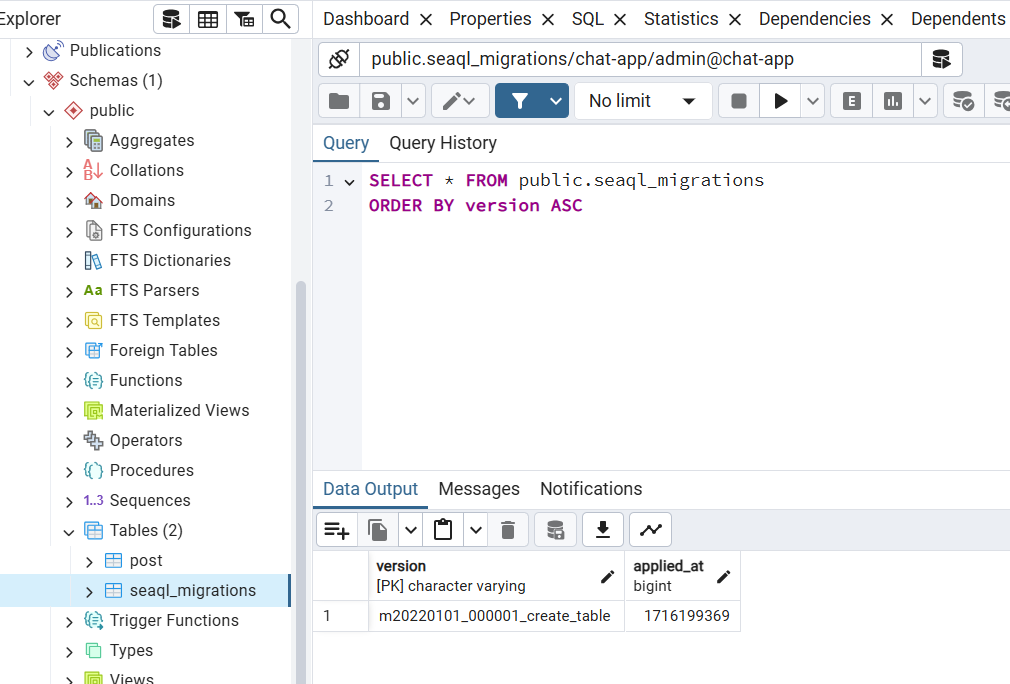 Explorer
Publications
Schemas (1)
public
Aggregates
Collations
Domains
FTS Configurations
FTS Dictionaries
Aa FTS Parsers
FTS Templates
Foreign Tables
Functions
Materialized Views
Operators
Procedures
1..3 Sequences
Tables (2)
post
seaql_migrations
Trigger Functions
Types
Views
Dashboard Properties SQL Statistics Dependencies Dependents
public.seaql_migrations/chat-app/admin@chat-app
No limit E
Query Query History
1 SELECT * FROM public.seaql_migrations
2 ORDER BY version ASC
Data Output Messages Notifications
version applied_at
[PK] character varying bigint
1 m20220101_000001_create_table 1716199369